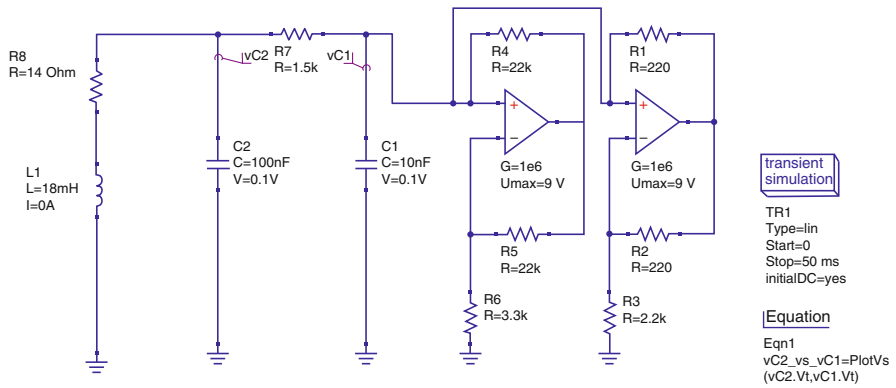 R8
R=14 Ohm
L1
L=18mH
I=0A
vC2
R7
R=1.5k
vC1
C2
C=100nF
V=0.1V
C1
C=10nF
V=0.1V
R4
R=22k
+
−
G=1e6
Umax=9 V
R5
R=22k
R6
R=3.3k
R1
R=220
+
−
G=1e6
Umax=9 V
R2
R=220
R3
R=2.2k
transient
simulation
TR1
Type=lin
Start=0
Stop=50 ms
initialDC=yes
Equation
Eqn1
vC2_vs_vC1=PlotVs
(vC2.Vt,vC1.Vt)